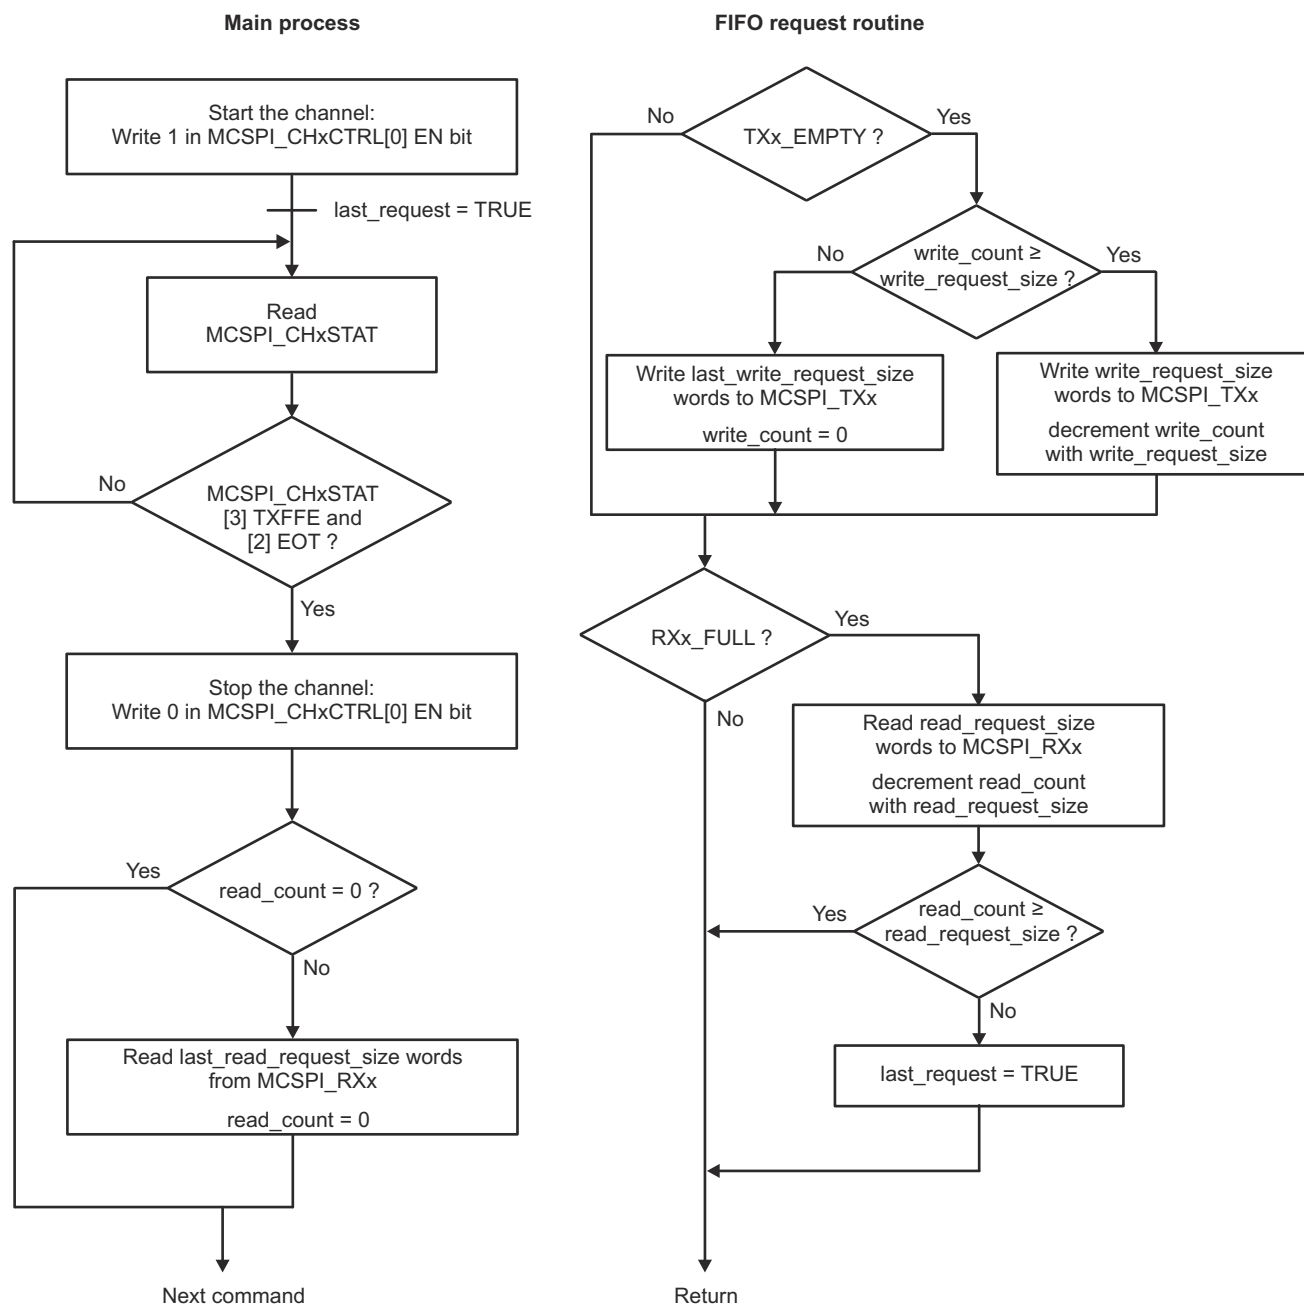 Main process
Start the channel:
Write 1 in MCSPI_CHxCTRL[0] EN bit
last_request = TRUE
Read
MCSPI_CHxSTAT
No
MCSPI_CHxSTAT
[3] TXFFE and
[2] EOT ?
Yes
Stop the channel:
Write 0 in MCSPI_CHxCTRL[0] EN bit
Yes
read_count = 0 ?
No
Read last_read_request_size words
from MCSPI_RXx
read_count = 0
Next command
FIFO request routine
No
TXx_EMPTY ?
Yes
No
write_count ≥
write_request_size ?
Yes
Write last_write_request_size
words to MCSPI_TXx
write_count = 0
Write write_request_size
words to MCSPI_TXx
decrement write_count
with write_request_size
RXx_FULL ?
Yes
No
Read read_request_size
words to MCSPI_RXx
decrement read_count
with read_request_size
Yes
read_count ≥
read_request_size ?
No
last_request = TRUE
Return